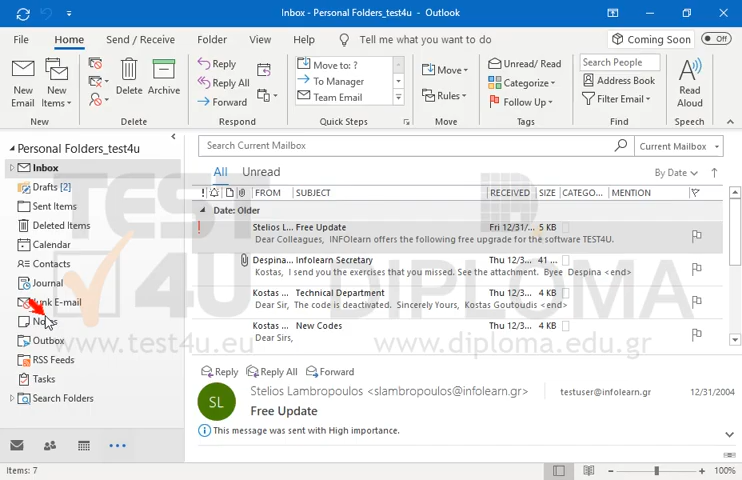 Inbox - Personal Folders_test4u - Outlook
File Home Send / Receive Folder View Help Tell me what you want to do Coming Soon Off
New Email
New Items
Delete
Archive
Delete
Reply
Reply All
Forward
Respond
Move to: ?
To Manager
Team Email
Quick Steps
Move
Rules
Move
Unread/ Read
Categorize
Follow Up
Tags
Search People
Address Book
Filter Email
Find
Read Aloud
Speech
New
Personal Folders_test4u
Inbox
Drafts [2]
Sent Items
Deleted Items
Calendar
Contacts
Journal
Junk E-mail
Outbox
RSS Feeds
Tasks
Search Folders
Search Current Mailbox Current Mailbox
All Unread By Date
! FROM SUBJECT RECEIVED SIZE CATEGO... MENTION
Date: Older
Stelios L... Free Update Fri 12/31/... 5 KB
Dear Colleagues, INFOlearn offers the following free upgrade for the software TEST4U. <end>
Despina... Infolearn Secretary Thu 12/... 41 ...
Kostas, I send you the exercises that you missed. See the attachment. Byee Despina <end>
Kostas ... Technical Department Thu 12/... 4 KB
Dear Sir, The code is deactivated. Sincerely Yours, Kostas Goutoudis <end>
Kostas ... New Codes Thu 12/... 4 KB
Dear Sirs,
Reply Reply All Forward
SL
Stelios Lambropoulos <slambropoulos@infolearn.gr> testuser@infolearn.gr 12/31/2004
Free Update
This message was sent with High importance.
Items: 7 100%
TEST 4U
DIPLOMA
www.test4u.eu www.diploma.edu.gr